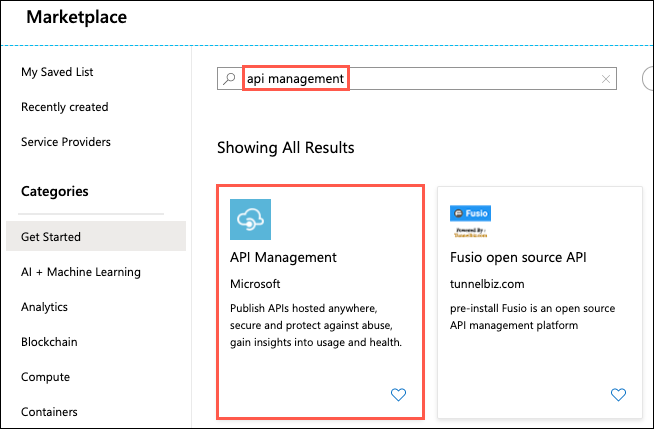 Marketplace
My Saved List
Recently created
Service Providers
Categories
Get Started
AI + Machine Learning
Analytics
Blockchain
Compute
Containers
api management
Showing All Results
API Management
Microsoft
Publish APIs hosted anywhere,
secure and protect against abuse,
gain insights into usage and health.
Fusio
Powered By :
Tunnelbiz.com
Fusio open source API
tunnelbiz.com
pre-install Fusio is an open source
API management platform